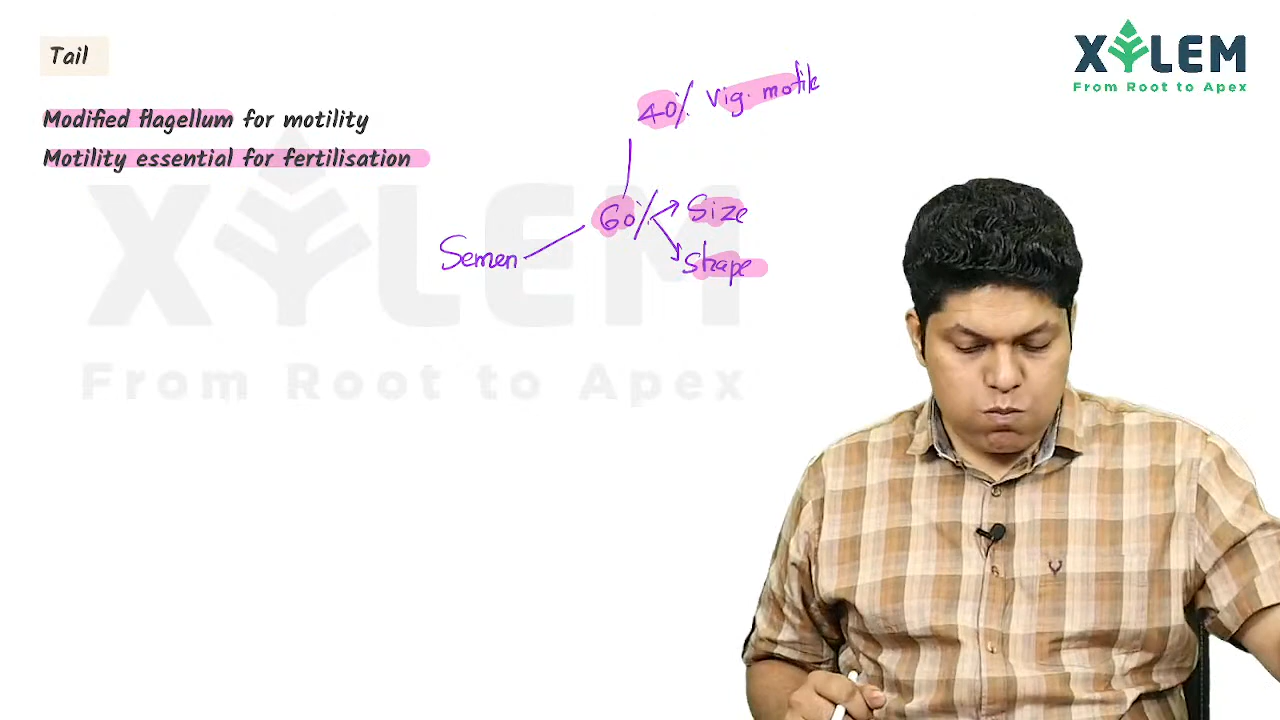 Tail
XYLEM
From Root to Apex
Modified flagellum for motility
Motility essential for fertilisation
40% vig. motile
60%
Size
Shape
Semen
XYLEM
From Root to Apex